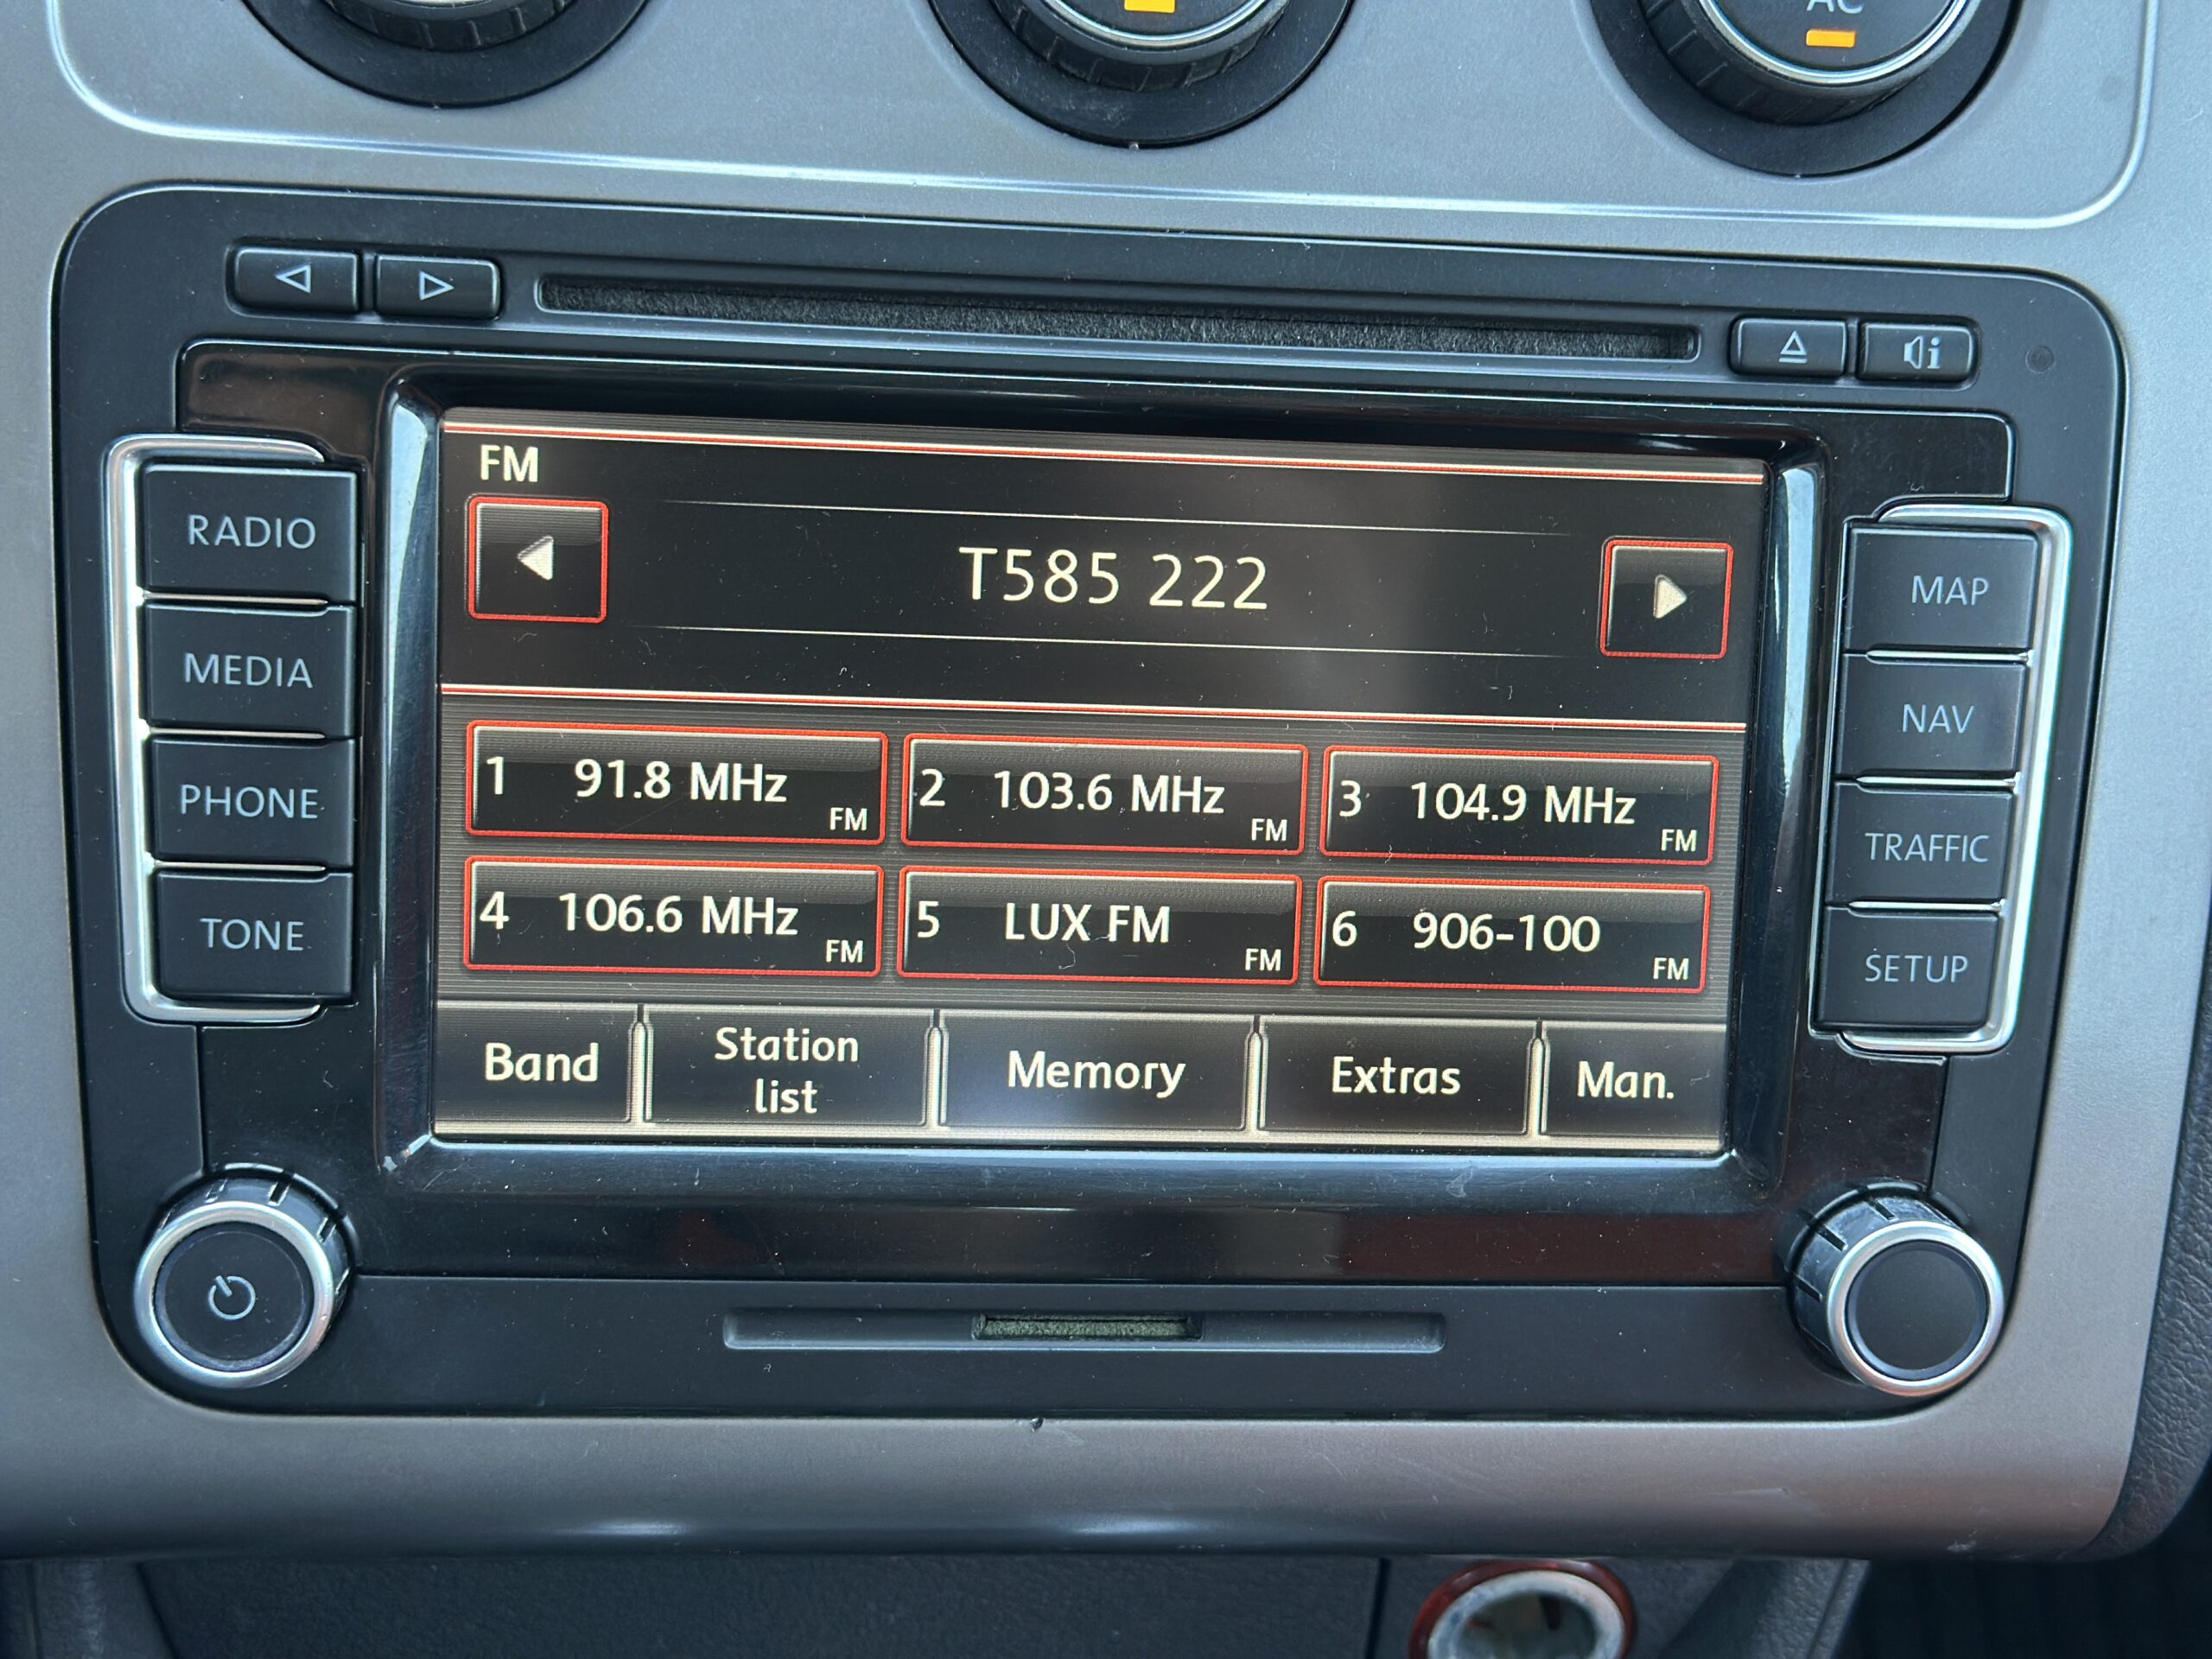 AC
FM
T585 222
RADIO
MEDIA
PHONE
TONE
1 91.8 MHz FM
2 103.6 MHz FM
3 104.9 MHz FM
4 106.6 MHz FM
5 LUX FM FM
6 906-100 FM
Band
Station
list
Memory
Extras
Man.
MAP
NAV
TRAFFIC
SETUP